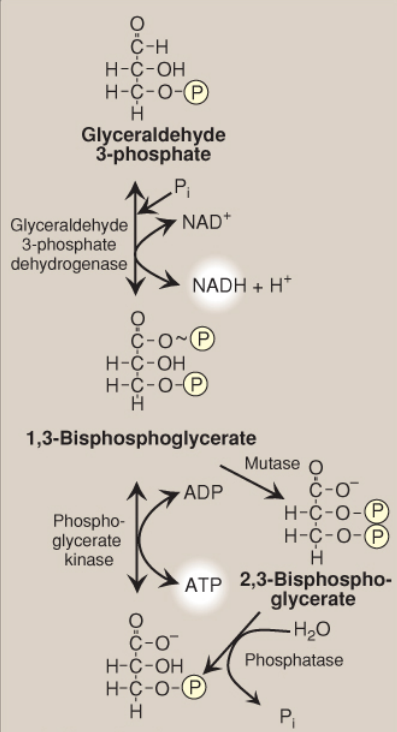 O
C-H
H-C-OH
H-C-O-P
H
Glyceraldehyde
3-phosphate
Pi
Glyceraldehyde
3-phosphate
dehydrogenase
NAD+
NADH + H+
O
C-O~P
H-C-OH
H-C-O-P
H
1,3-Bisphosphoglycerate
Mutase
O
C-O−
H-C-O-P
H-C-O-P
H
2,3-Bisphospho-
glycerate
ADP
Phospho-
glycerate
kinase
ATP
H2O
Phosphatase
Pi
O
C-O−
H-C-OH
H-C-O-P
H